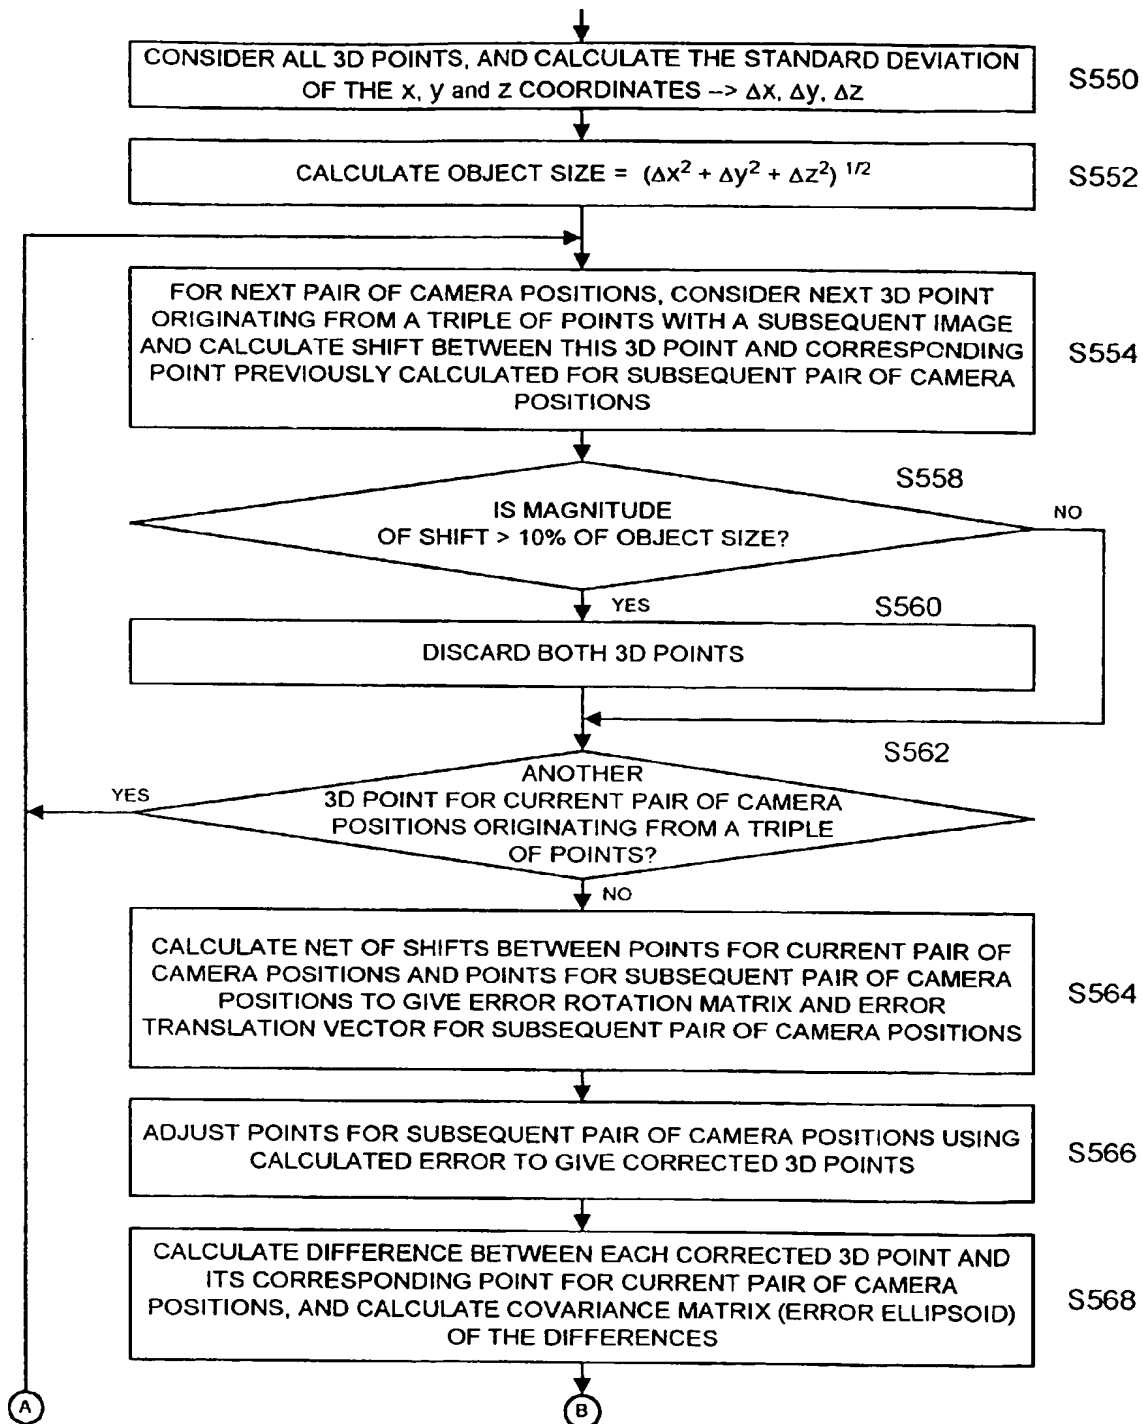 CONSIDER ALL 3D POINTS, AND CALCULATE THE STANDARD DEVIATION
OF THE x, y and z COORDINATES --> Δx, Δy, Δz
S550
CALCULATE OBJECT SIZE = (Δx² + Δy² + Δz²) 1/2
S552
FOR NEXT PAIR OF CAMERA POSITIONS, CONSIDER NEXT 3D POINT
ORIGINATING FROM A TRIPLE OF POINTS WITH A SUBSEQUENT IMAGE
AND CALCULATE SHIFT BETWEEN THIS 3D POINT AND CORRESPONDING
POINT PREVIOUSLY CALCULATED FOR SUBSEQUENT PAIR OF CAMERA
POSITIONS
S554
S558
IS MAGNITUDE
OF SHIFT > 10% OF OBJECT SIZE?
NO
YES
S560
DISCARD BOTH 3D POINTS
S562
ANOTHER
3D POINT FOR CURRENT PAIR OF CAMERA
POSITIONS ORIGINATING FROM A TRIPLE
OF POINTS?
YES
NO
CALCULATE NET OF SHIFTS BETWEEN POINTS FOR CURRENT PAIR OF
CAMERA POSITIONS AND POINTS FOR SUBSEQUENT PAIR OF CAMERA
POSITIONS TO GIVE ERROR ROTATION MATRIX AND ERROR
TRANSLATION VECTOR FOR SUBSEQUENT PAIR OF CAMERA POSITIONS
S564
ADJUST POINTS FOR SUBSEQUENT PAIR OF CAMERA POSITIONS USING
CALCULATED ERROR TO GIVE CORRECTED 3D POINTS
S566
CALCULATE DIFFERENCE BETWEEN EACH CORRECTED 3D POINT AND
ITS CORRESPONDING POINT FOR CURRENT PAIR OF CAMERA
POSITIONS, AND CALCULATE COVARIANCE MATRIX (ERROR ELLIPSOID)
OF THE DIFFERENCES
S568
A
B